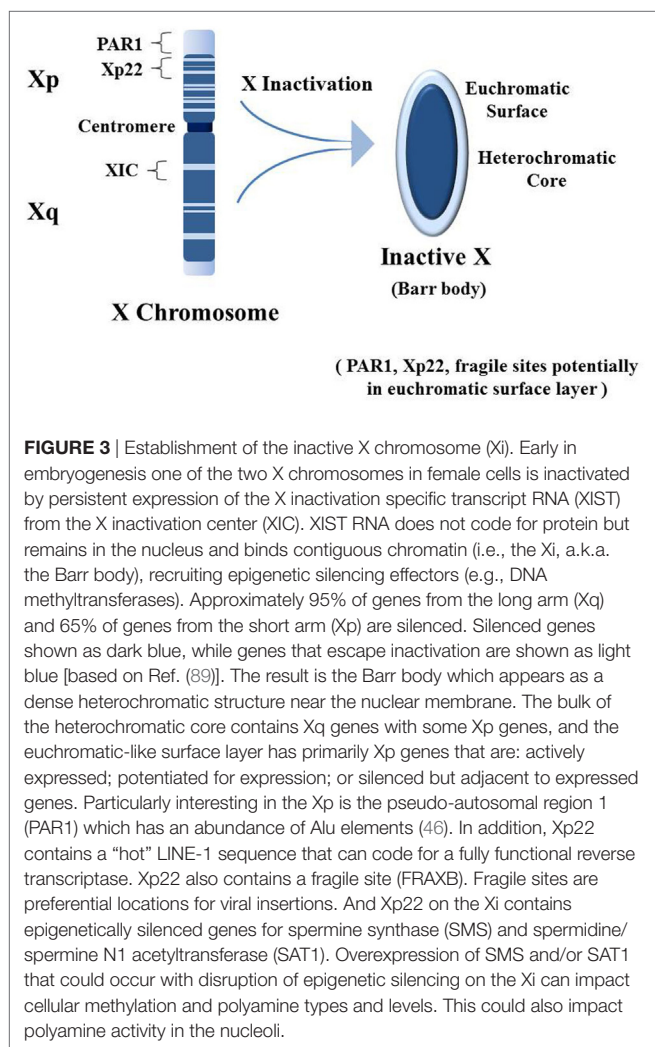 PAR1
Xp22
Xp
Centromere
XIC
Xq
X Chromosome
X Inactivation
Euchromatic
Surface
Heterochromatic
Core
Inactive X
(Barr body)
( PAR1, Xp22, fragile sites potentially
in euchromatic surface layer )
FIGURE 3 | Establishment of the inactive X chromosome (Xi). Early in
embryogenesis one of the two X chromosomes in female cells is inactivated
by persistent expression of the X inactivation specific transcript RNA (XIST)
from the X inactivation center (XIC). XIST RNA does not code for protein but
remains in the nucleus and binds contiguous chromatin (i.e., the Xi, a.k.a.
the Barr body), recruiting epigenetic silencing effectors (e.g., DNA
methyltransferases). Approximately 95% of genes from the long arm (Xq)
and 65% of genes from the short arm (Xp) are silenced. Silenced genes
shown as dark blue, while genes that escape inactivation are shown as light
blue [based on Ref. (89)]. The result is the Barr body which appears as a
dense heterochromatic structure near the nuclear membrane. The bulk of
the heterochromatic core contains Xq genes with some Xp genes, and the
euchromatic-like surface layer has primarily Xp genes that are: actively
expressed; potentiated for expression; or silenced but adjacent to expressed
genes. Particularly interesting in the Xp is the pseudo-autosomal region 1
(PAR1) which has an abundance of Alu elements (46). In addition, Xp22
contains a “hot” LINE-1 sequence that can code for a fully functional reverse
transcriptase. Xp22 also contains a fragile site (FRAXB). Fragile sites are
preferential locations for viral insertions. And Xp22 on the Xi contains
epigenetically silenced genes for spermine synthase (SMS) and spermidine/
spermine N1 acetyltransferase (SAT1). Overexpression of SMS and/or SAT1
that could occur with disruption of epigenetic silencing on the Xi can impact
cellular methylation and polyamine types and levels. This could also impact
polyamine activity in the nucleoli.